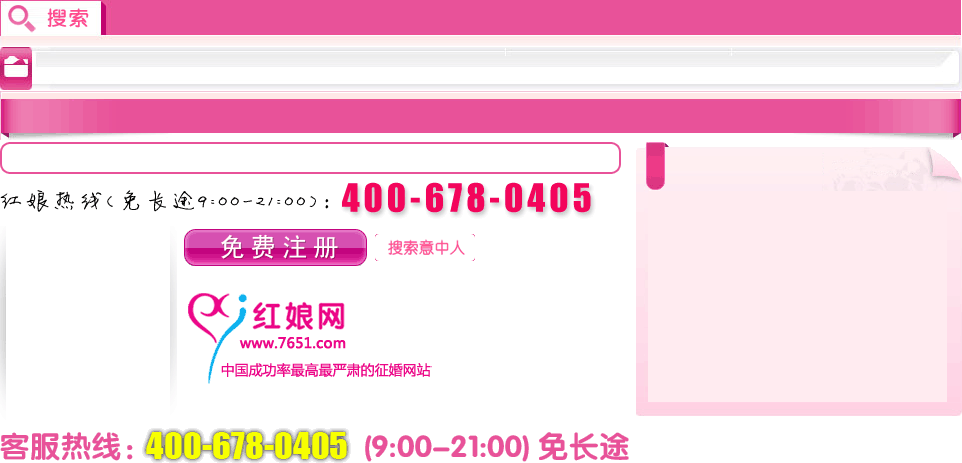 搜索
红娘热线(免长途9:00-21:00)：400-678-0405
免费注册 搜索意中人
红娘网
www.7651.com
中国成功率最高最严肃的征婚网站
客服热线：400-678-0405 (9:00-21:00) 免长途